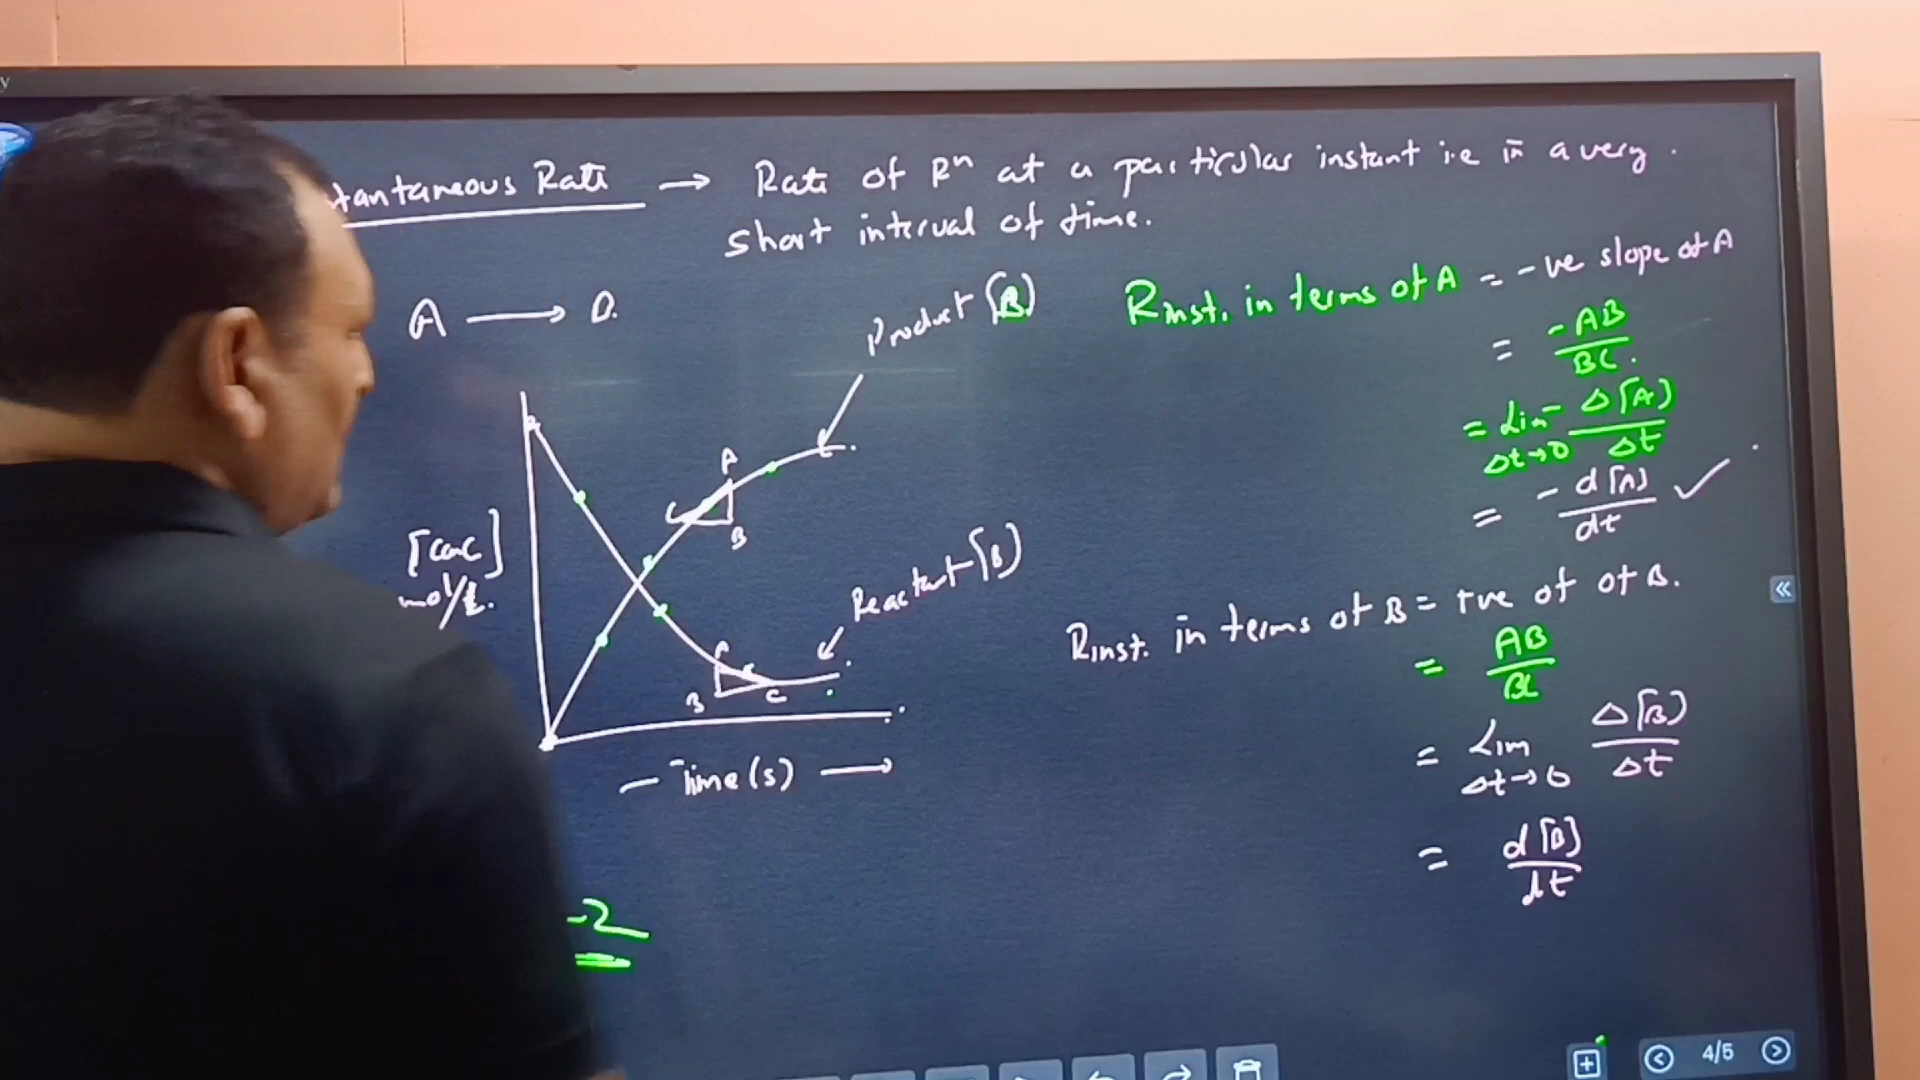 y
stantaneous Rate → Rate of Rⁿ at a particular instant i.e in a very
short interval of time.
A → B.
Product [B]
[Conc]
mol/L.
A
C
B
Reactant [B]
A
B
C
— Time(s) →
-2
Rinst. in terms of A = -ve slope of A
= -AB/BC.
= Lim Δt→0 - Δ[A]/Δt
= - d[A]/dt ✓
Rinst. in terms of B = +ve of of B.
= AB/BC
= Lim Δt→0 Δ[B]/Δt
= d[B]/dt
4/5